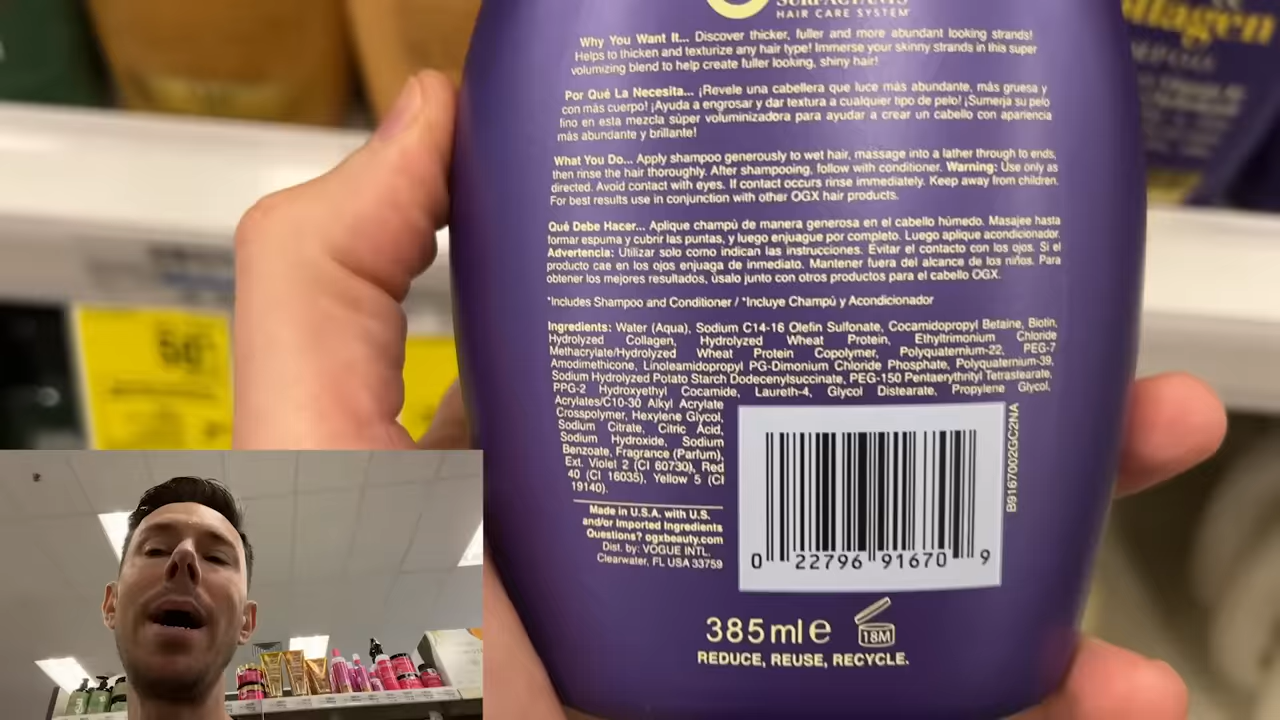 SURFACTANTS
HAIR CARE SYSTEM
Why You Want It... Discover thicker, fuller and more abundant looking strands!
Helps to thicken and texturize any hair type! Immerse your skinny strands in this super
volumizing blend to help create fuller looking, shiny hair!
Por Qué La Necesita... ¡Revele una cabellera que luce más abundante, más gruesa y
con más cuerpo! ¡Ayuda a engrosar y dar textura a cualquier tipo de pelo! ¡Sumerja su pelo
fino en esta mezcla súper voluminizadora para ayudar a crear un cabello con apariencia
más abundante y brillante!
What You Do... Apply shampoo generously to wet hair, massage into a lather through to ends,
then rinse the hair thoroughly. After shampooing, follow with conditioner. Warning: Use only as
directed. Avoid contact with eyes. If contact occurs rinse immediately. Keep away from children.
For best results use in conjunction with other OGX hair products.
Qué Debe Hacer... Aplique champú de manera generosa en el cabello húmedo. Masajee hasta
formar espuma y cubrir las puntas, y luego enjuague por completo. Luego aplique acondicionador.
Advertencia: Utilizar solo como indican las instrucciones. Evitar el contacto con los ojos. Si el
producto cae en los ojos enjuaga de inmediato. Mantener fuera del alcance de los niños. Para
obtener los mejores resultados, úsalo junto con otros productos para el cabello OGX.
*Includes Shampoo and Conditioner / *Incluye Champú y Acondicionador
Ingredients: Water (Aqua), Sodium C14-16 Olefin Sulfonate, Cocamidopropyl Betaine, Biotin,
Hydrolyzed Collagen, Hydrolyzed Wheat Protein, Ethyltrimonium Chloride
Methacrylate/Hydrolyzed Wheat Protein Copolymer, Polyquaternium-22, PEG-7
Amodimethicone, Linoleamidopropyl PG-Dimonium Chloride Phosphate, Polyquaternium-39,
Sodium Hydrolyzed Potato Starch Dodecenylsuccinate, PEG-150 Pentaerythrityl Tetrastearate,
PPG-2 Hydroxyethyl Cocamide, Laureth-4, Glycol Distearate, Propylene Glycol,
Acrylates/C10-30 Alkyl Acrylate
Crosspolymer, Hexylene Glycol,
Sodium Citrate, Citric Acid,
Sodium Hydroxide, Sodium
Benzoate, Fragrance (Parfum),
Ext. Violet 2 (CI 60730), Red
40 (CI 16035), Yellow 5 (CI
19140).
Made in U.S.A. with U.S.
and/or Imported Ingredients
Questions? ogxbeauty.com
Dist. by: VOGUE INTL.
Clearwater, FL USA 33759
0 22796 91670 9
B9167002GC2NA
385 ml e
18M
REDUCE, REUSE, RECYCLE.